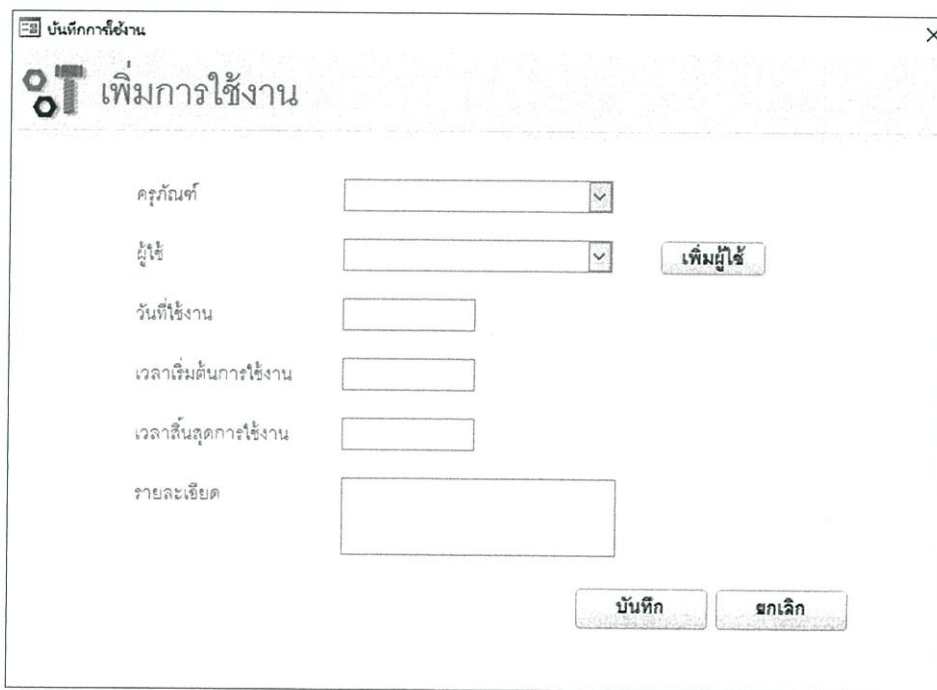 บันทึกการใช้งาน
เพิ่มการใช้งาน
ครุภัณฑ์
ผู้ใช้
เพิ่มผู้ใช้
วันที่ใช้งาน
เวลาเริ่มต้นการใช้งาน
เวลาสิ้นสุดการใช้งาน
รายละเอียด
บันทึก
ยกเลิก